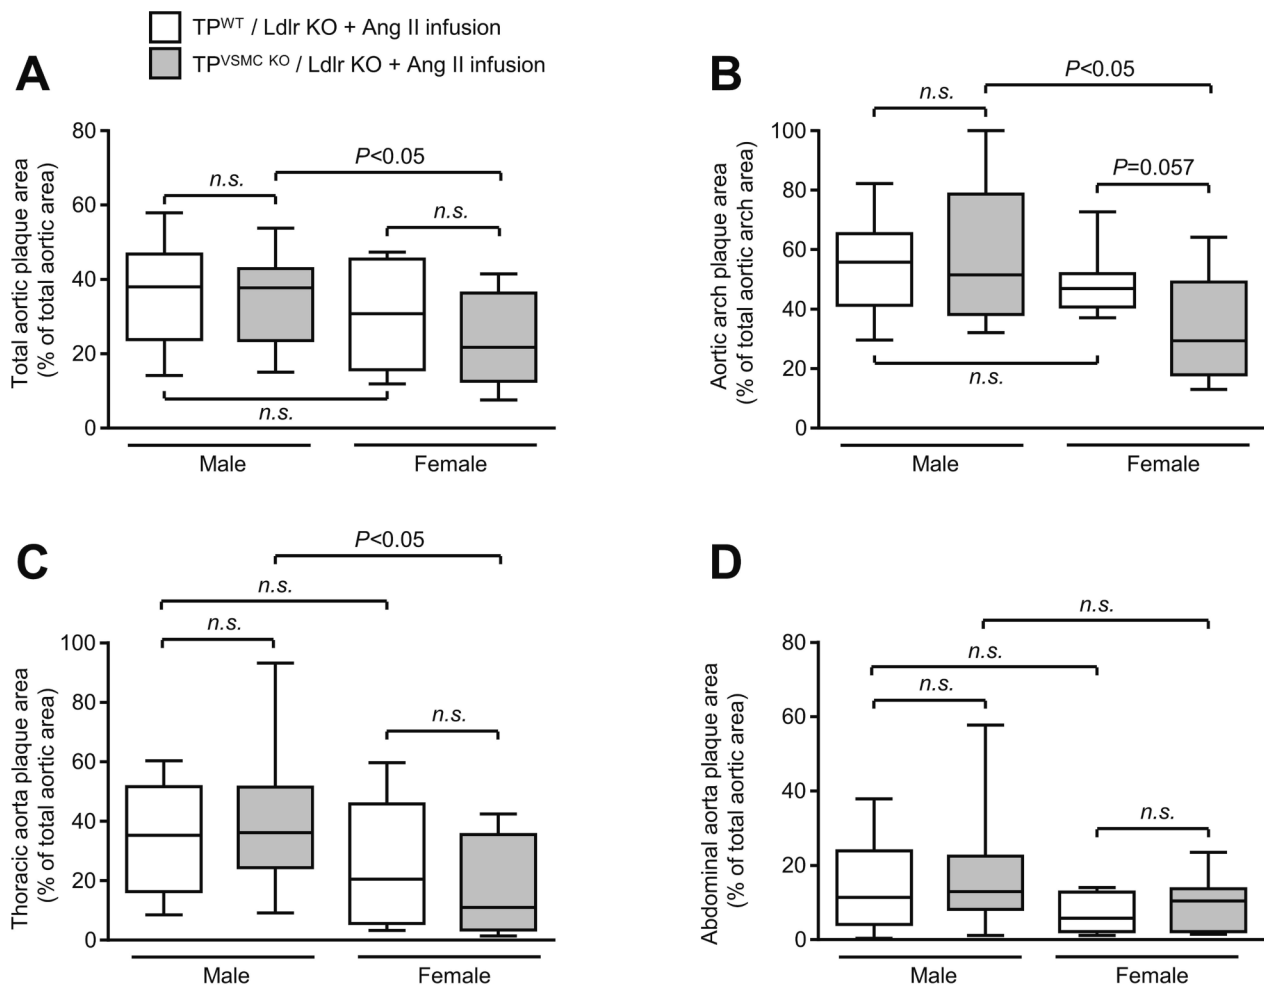 TPWT / Ldlr KO + Ang II infusion
TPVSMC KO / Ldlr KO + Ang II infusion
A
Total aortic plaque area
(% of total aortic area)
80
60
40
20
0
n.s.
P<0.05
n.s.
n.s.
Male
Female
B
Aortic arch plaque area
(% of total aortic arch area)
100
80
60
40
20
0
n.s.
P<0.05
P=0.057
n.s.
Male
Female
C
Thoracic aorta plaque area
(% of total aortic area)
100
80
60
40
20
0
P<0.05
n.s.
n.s.
n.s.
Male
Female
D
Abdominal aorta plaque area
(% of total aortic area)
80
60
40
20
0
n.s.
n.s.
n.s.
n.s.
Male
Female